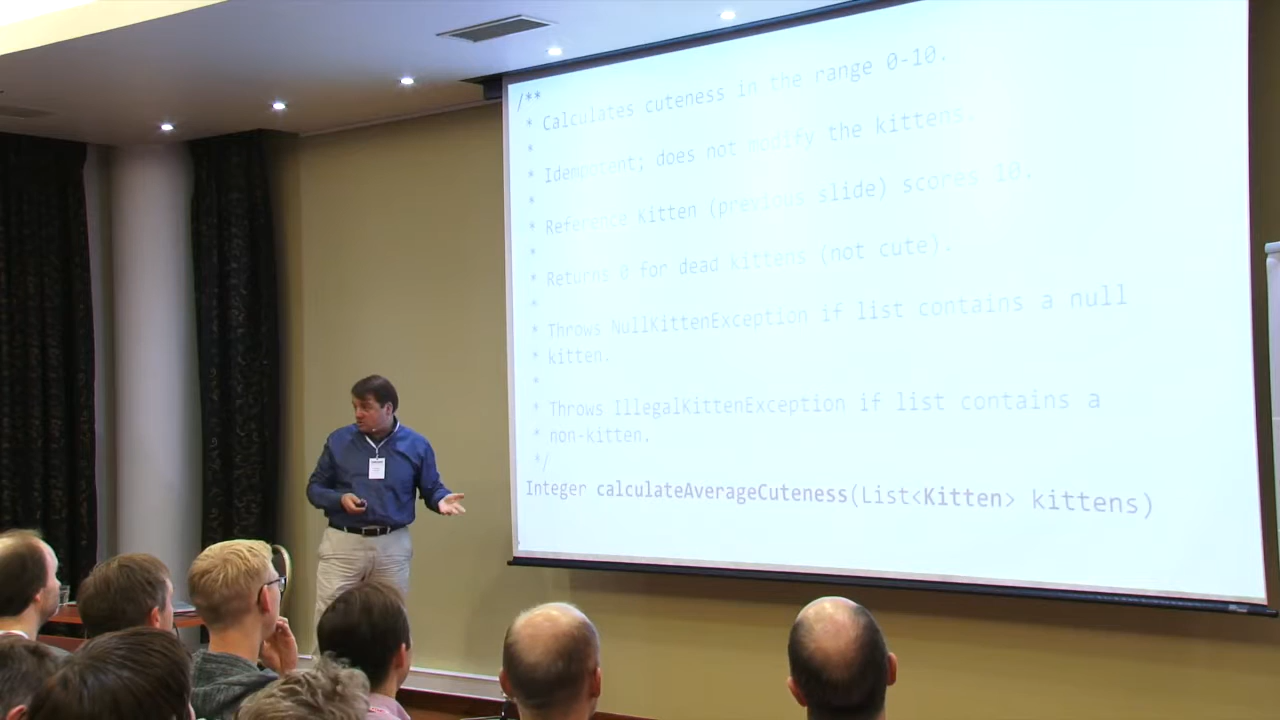 /**
* Calculates cuteness in the range 0-10.
*
* Idempotent; does not modify the kittens.
*
* Reference Kitten (previous slide) scores 10.
*
* Returns 0 for dead kittens (not cute).
*
* Throws NullKittenException if list contains a null
* kitten.
*
* Throws IllegalKittenException if list contains a
* non-kitten.
*/
Integer calculateAverageCuteness(List<Kitten> kittens)